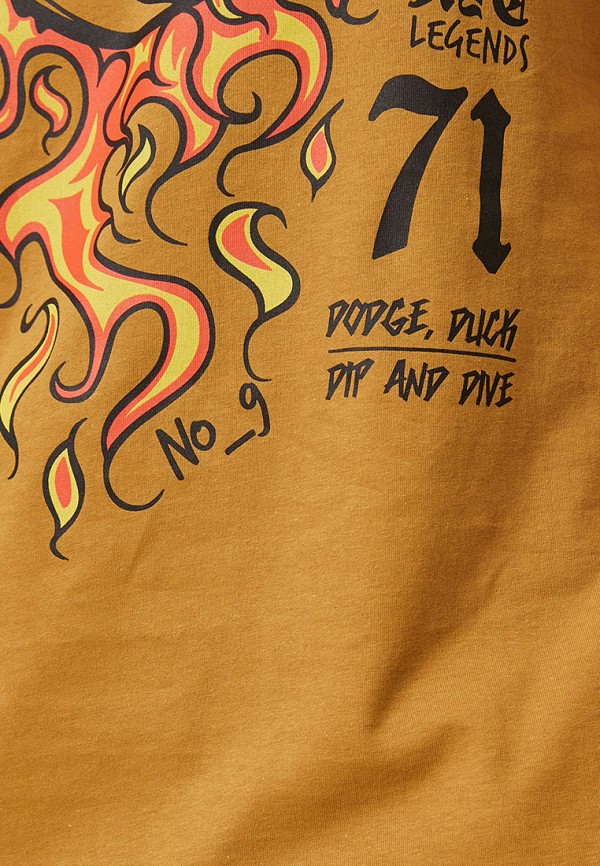 LEGENDS
71
DODGE, DUCK
DIP AND DIVE
No_9